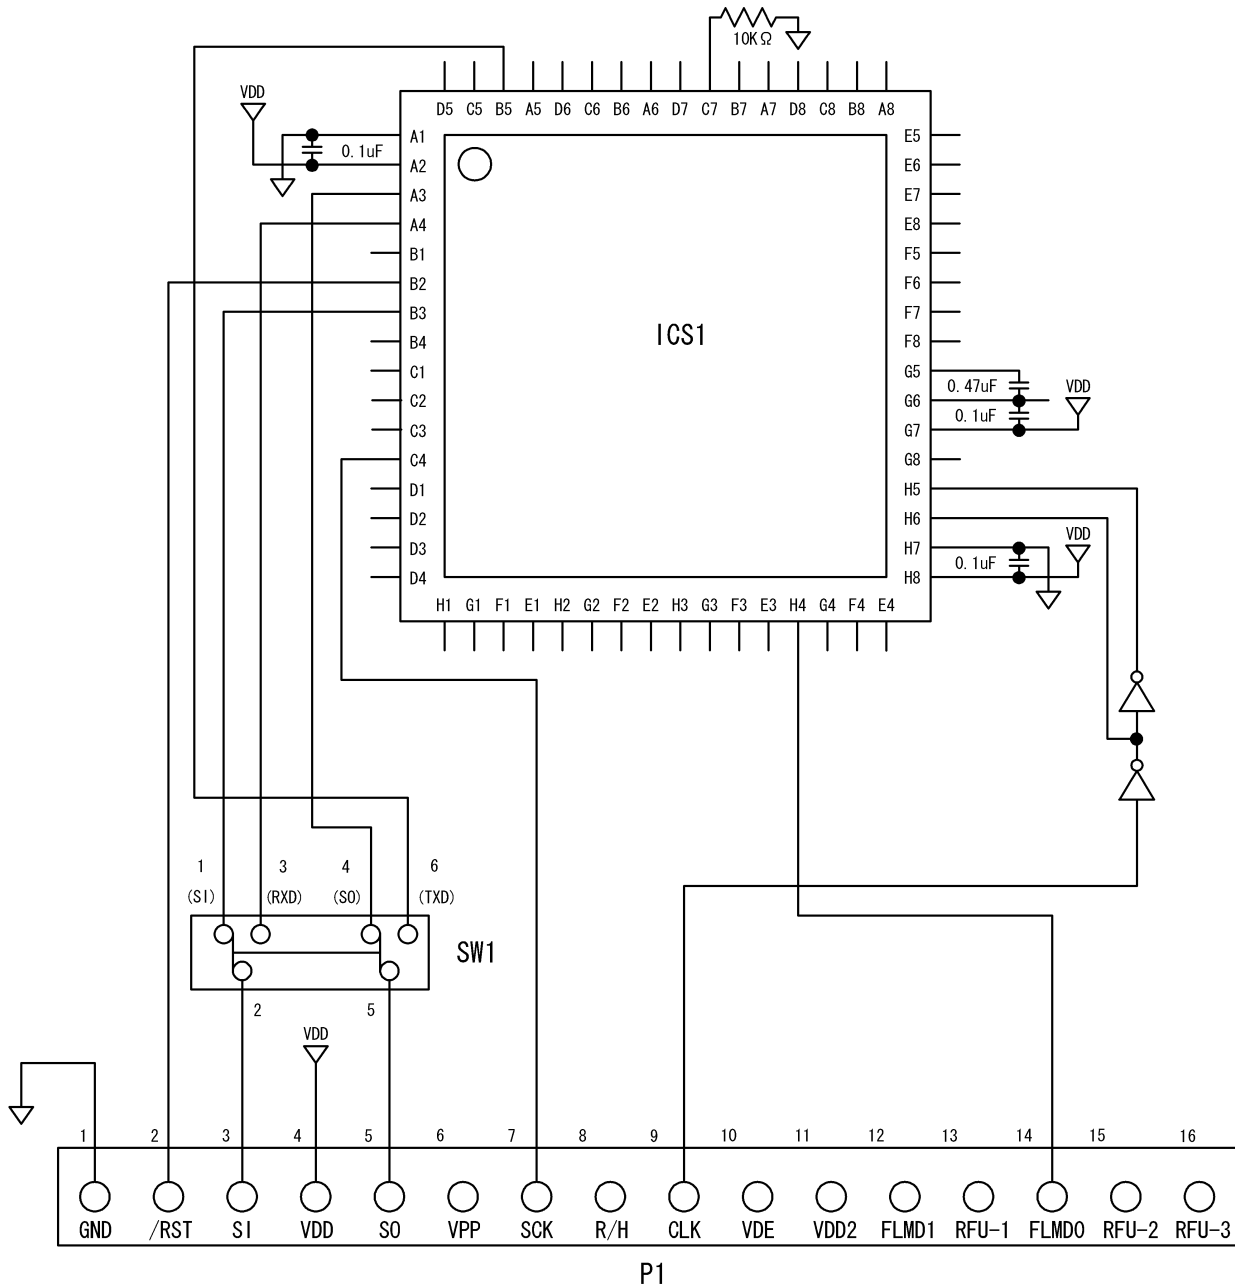 10KΩ
VDD
D5 C5 B5 A5 D6 C6 B6 A6 D7 C7 B7 A7 D8 C8 B8 A8
A1 E5
0.1uF
A2 E6
A3 E7
A4 E8
B1 F5
B2 F6
B3 F7
ICS1
B4 F8
C1 G5
0.47uF VDD
C2 G6
0.1uF
C3 G7
C4 G8
D1 H5
D2 H6
VDD
D3 H7
0.1uF
D4 H8
H1 G1 F1 E1 H2 G2 F2 E2 H3 G3 F3 E3 H4 G4 F4 E4
1 3 4 6
(SI) (RXD) (SO) (TXD)
SW1
2 5
VDD
1 2 3 4 5 6 7 8 9 10 11 12 13 14 15 16
GND /RST SI VDD SO VPP SCK R/H CLK VDE VDD2 FLMD1 RFU-1 FLMD0 RFU-2 RFU-3
P1